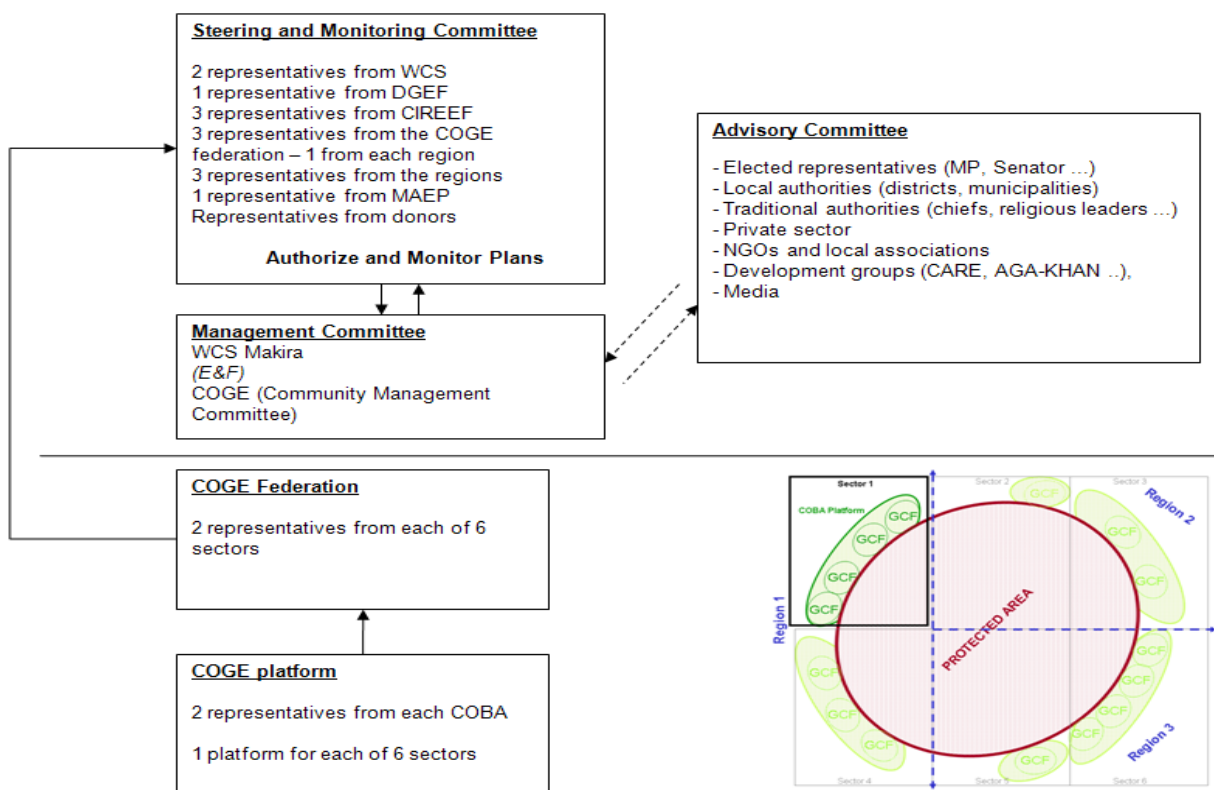 Steering and Monitoring Committee
2 representatives from WCS
1 representative from DGEF
3 representatives from CIREEF
3 representatives from the COGE
federation – 1 from each region
3 representatives from the regions
1 representative from MAEP
Representatives from donors
Authorize and Monitor Plans
Advisory Committee
- Elected representatives (MP, Senator ...)
- Local authorities (districts, municipalities)
- Traditional authorities (chiefs, religious leaders ...)
- Private sector
- NGOs and local associations
- Development groups (CARE, AGA-KHAN ..),
- Media
Management Committee
WCS Makira
(E&F)
COGE (Community Management
Committee)
COGE Federation
2 representatives from each of 6
sectors
COGE platform
2 representatives from each COBA
1 platform for each of 6 sectors
Sector 1
Sector 2
Sector 3
COBA Platform
GCF
GCF
GCF
GCF
GCF
GCF
GCF
Region 2
Region 1
PROTECTED AREA
GCF
GCF
GCF
GCF
GCF
GCF
GCF
GCF
Region 3
Sector 4
Sector 5
Sector 6